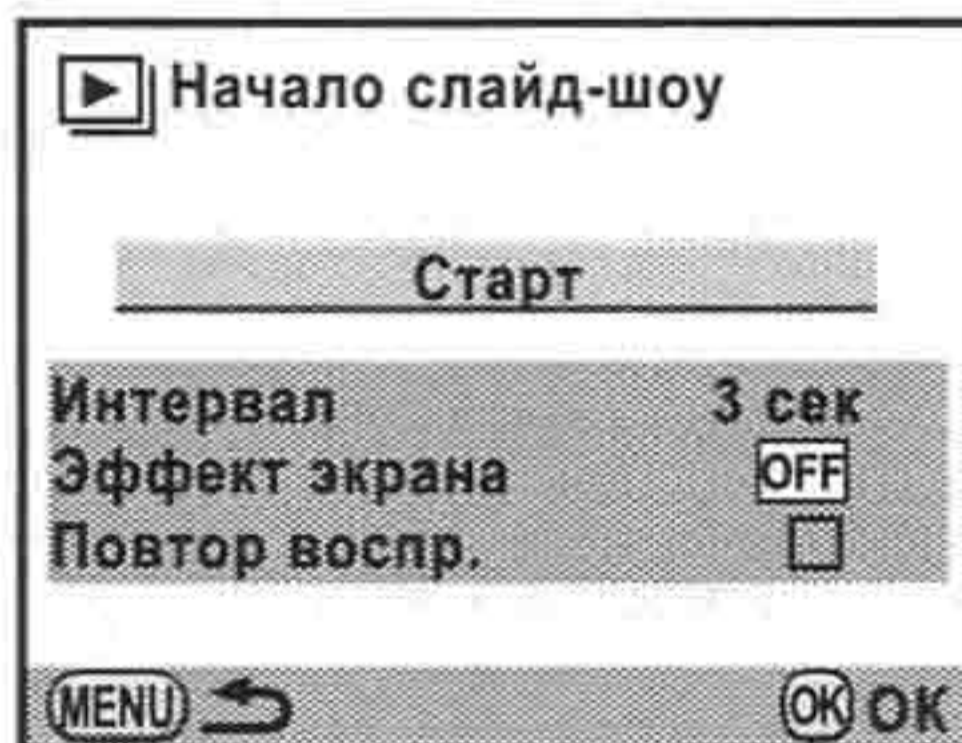 Начало слайд-шоу
Старт
Интервал 3 сек
Эффект экрана OFF
Повтор воспр.
MENU OK OK